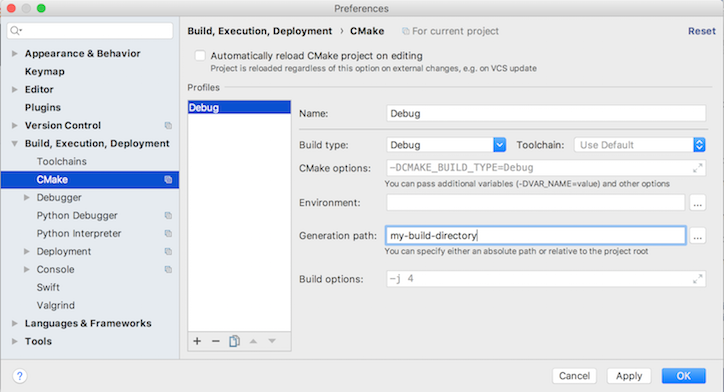 Preferences
Build, Execution, Deployment › CMake For current project Reset
Automatically reload CMake project on editing
Project is reloaded regardless of this option on external changes, e.g. on VCS update
Appearance & Behavior
Keymap
Editor
Plugins
Version Control
Build, Execution, Deployment
Toolchains
CMake
Debugger
Python Debugger
Python Interpreter
Deployment
Console
Swift
Valgrind
Languages & Frameworks
Tools
Profiles
Debug
Name: Debug
Build type: Debug Toolchain: Use Default
CMake options: -DCMAKE_BUILD_TYPE=Debug
You can pass additional variables (-DVAR_NAME=value) and other options
Environment: ...
Generation path: my-build-directory ...
You can specify either an absolute path or relative to the project root
Build options: -j 4
+ −
? Cancel Apply OK